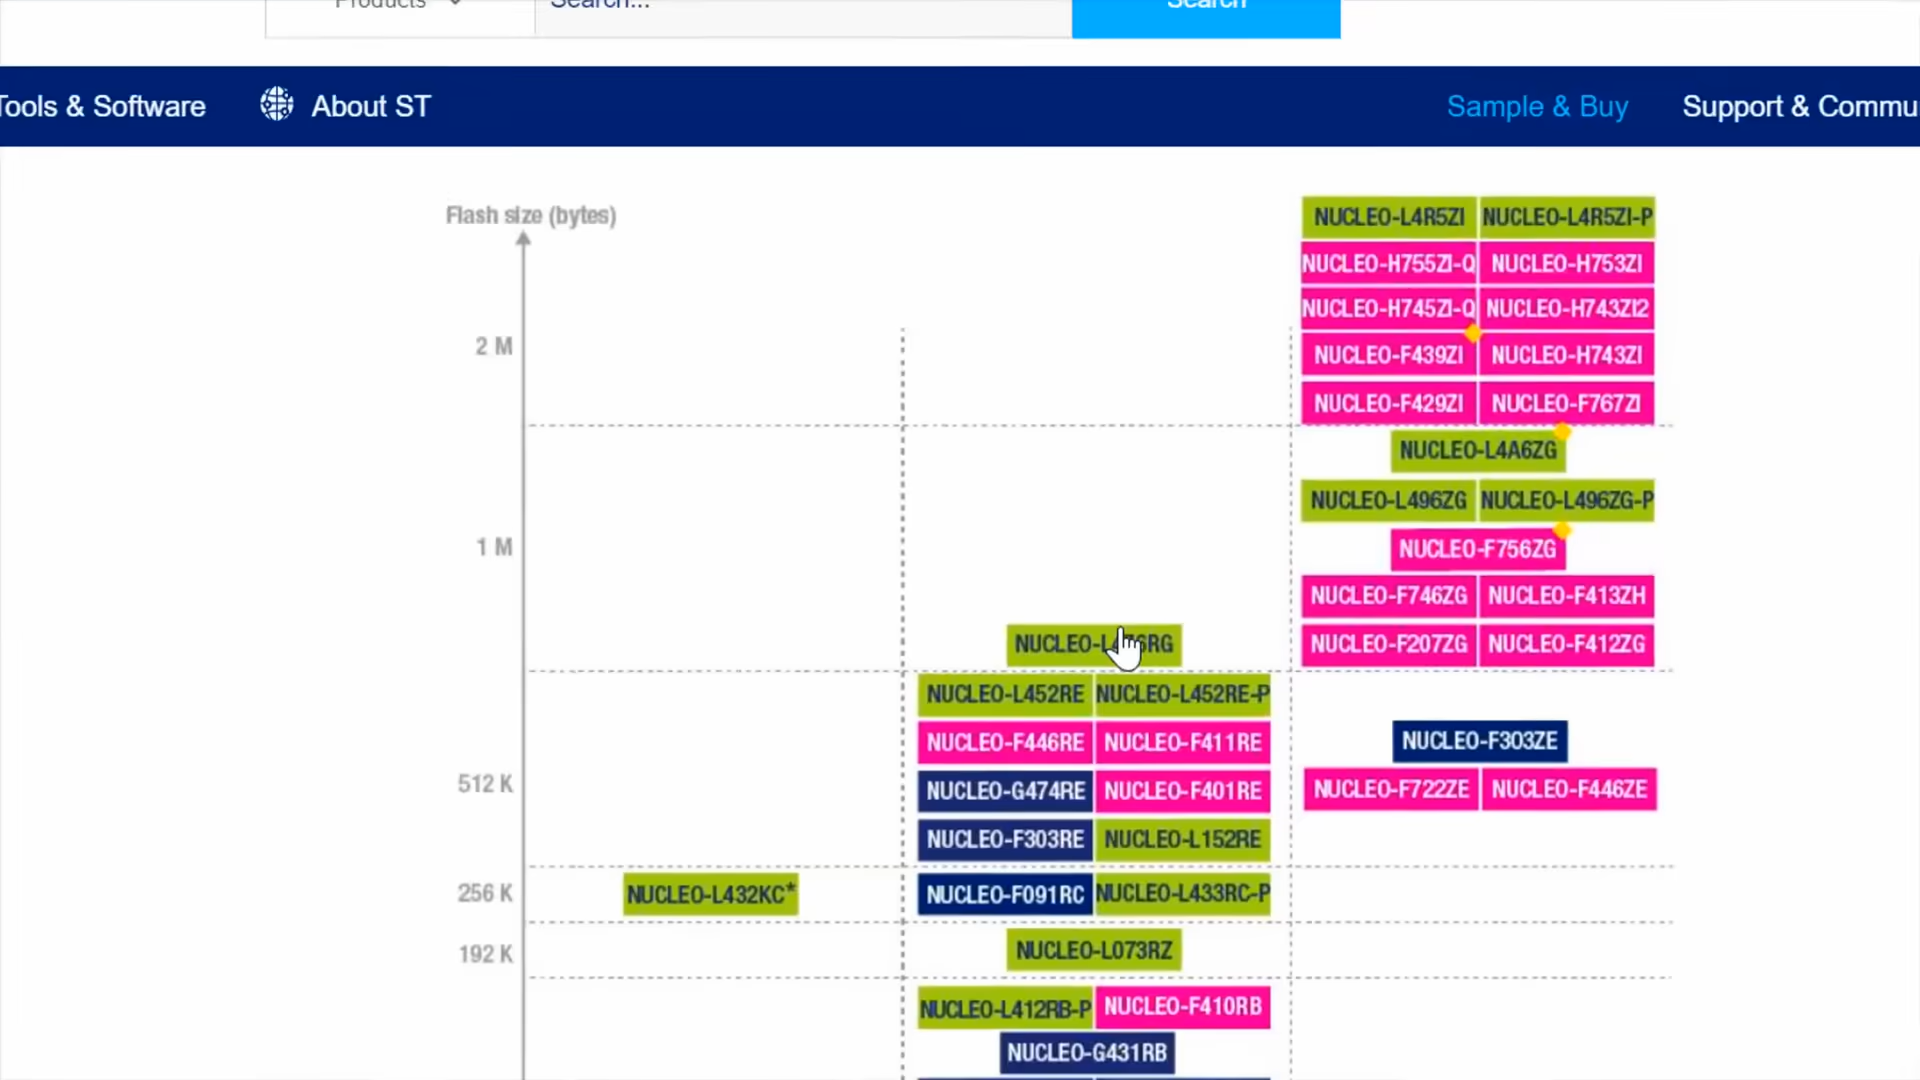 Products Search... Search
Tools & Software About ST Sample & Buy Support & Commu
Flash size (bytes)
NUCLEO-L4R5ZI NUCLEO-L4R5ZI-P
NUCLEO-H755ZI-Q NUCLEO-H753ZI
NUCLEO-H745ZI-Q NUCLEO-H743ZI2
2 M
NUCLEO-F439ZI NUCLEO-H743ZI
NUCLEO-F429ZI NUCLEO-F767ZI
NUCLEO-L4A6ZG
NUCLEO-L496ZG NUCLEO-L496ZG-P
1 M
NUCLEO-F756ZG
NUCLEO-F746ZG NUCLEO-F413ZH
NUCLEO-F207ZG NUCLEO-F412ZG
NUCLEO-L452RE NUCLEO-L452RE-P
NUCLEO-F446RE NUCLEO-F411RE NUCLEO-F303ZE
512 K
NUCLEO-G474RE NUCLEO-F401RE NUCLEO-F722ZE NUCLEO-F446ZE
NUCLEO-F303RE NUCLEO-L152RE
256 K NUCLEO-L432KC* NUCLEO-F091RC NUCLEO-L433RC-P
192 K NUCLEO-L073RZ
NUCLEO-L412RB-P NUCLEO-F410RB
NUCLEO-G431RB